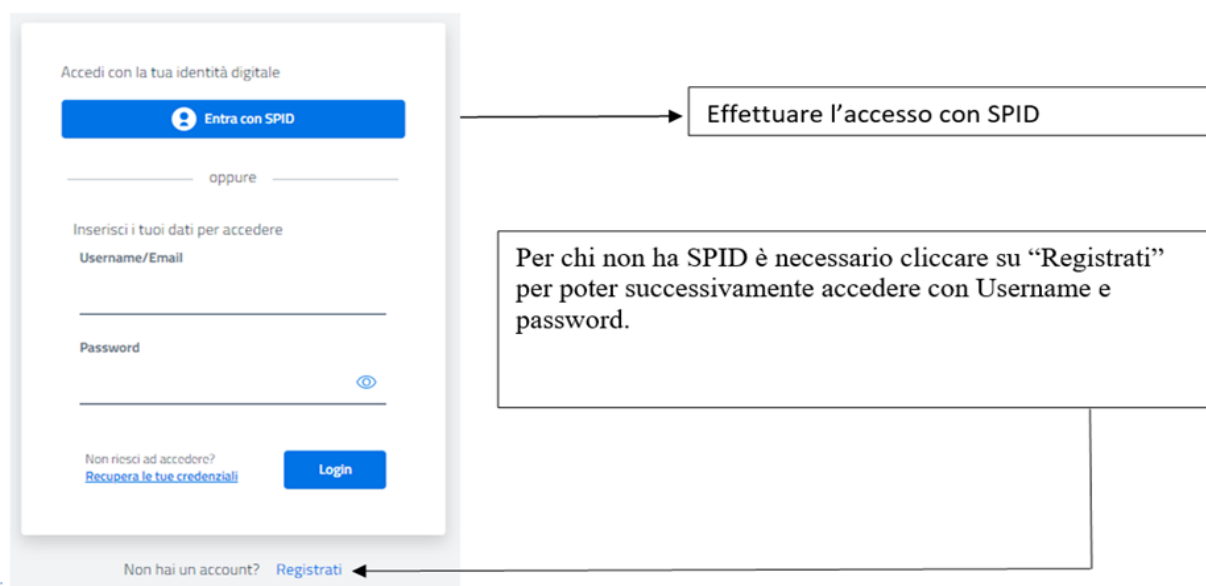 Accedi con la tua identità digitale
Entra con SPID
oppure
Inserisci i tuoi dati per accedere
Username/Email
Password
Non riesci ad accedere?
Recupera le tue credenziali
Login
Non hai un account? Registrati
Effettuare l’accesso con SPID
Per chi non ha SPID è necessario cliccare su “Registrati”
per poter successivamente accedere con Username e
password.